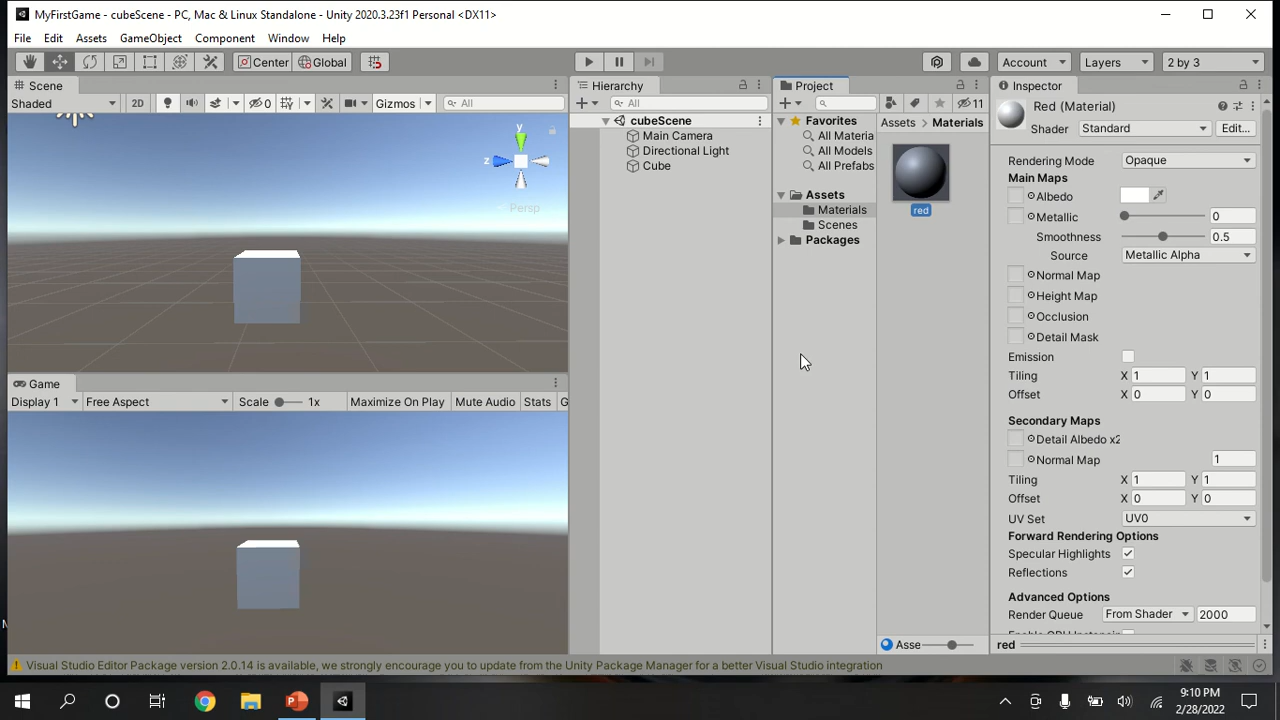 MyFirstGame - cubeScene - PC, Mac & Linux Standalone - Unity 2020.3.23f1 Personal <DX11>
File Edit Assets GameObject Component Window Help
Center Global Account Layers 2 by 3
Scene
Shaded 2D 0 Gizmos All
y
z
Persp
Game
Display 1 Free Aspect Scale 1x Maximize On Play Mute Audio Stats G
Hierarchy
All
cubeScene
Main Camera
Directional Light
Cube
Project
11
Favorites
All Materia
All Models
All Prefabs
Assets
Materials
Scenes
Packages
Assets Materials
red
Asse
Inspector
Red (Material)
Shader Standard Edit...
Rendering Mode Opaque
Main Maps
Albedo
Metallic 0
Smoothness 0.5
Source Metallic Alpha
Normal Map
Height Map
Occlusion
Detail Mask
Emission
Tiling X 1 Y 1
Offset X 0 Y 0
Secondary Maps
Detail Albedo x2
Normal Map 1
Tiling X 1 Y 1
Offset X 0 Y 0
UV Set UV0
Forward Rendering Options
Specular Highlights
Reflections
Advanced Options
Render Queue From Shader 2000
red
Visual Studio Editor Package version 2.0.14 is available, we strongly encourage you to update from the Unity Package Manager for a better Visual Studio integration
9:10 PM
2/28/2022